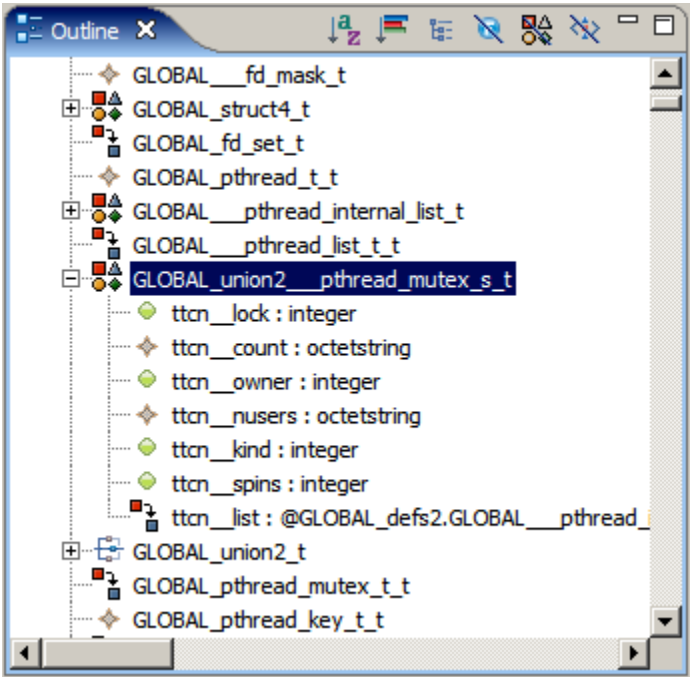 Outline
GLOBAL___fd_mask_t
GLOBAL_struct4_t
GLOBAL_fd_set_t
GLOBAL_pthread_t_t
GLOBAL___pthread_internal_list_t
GLOBAL___pthread_list_t_t
GLOBAL_union2___pthread_mutex_s_t
ttcn__lock : integer
ttcn__count : octetstring
ttcn__owner : integer
ttcn__nusers : octetstring
ttcn__kind : integer
ttcn__spins : integer
ttcn__list : @GLOBAL_defs2.GLOBAL___pthread_
GLOBAL_union2_t
GLOBAL_pthread_mutex_t_t
GLOBAL_pthread_key_t_t